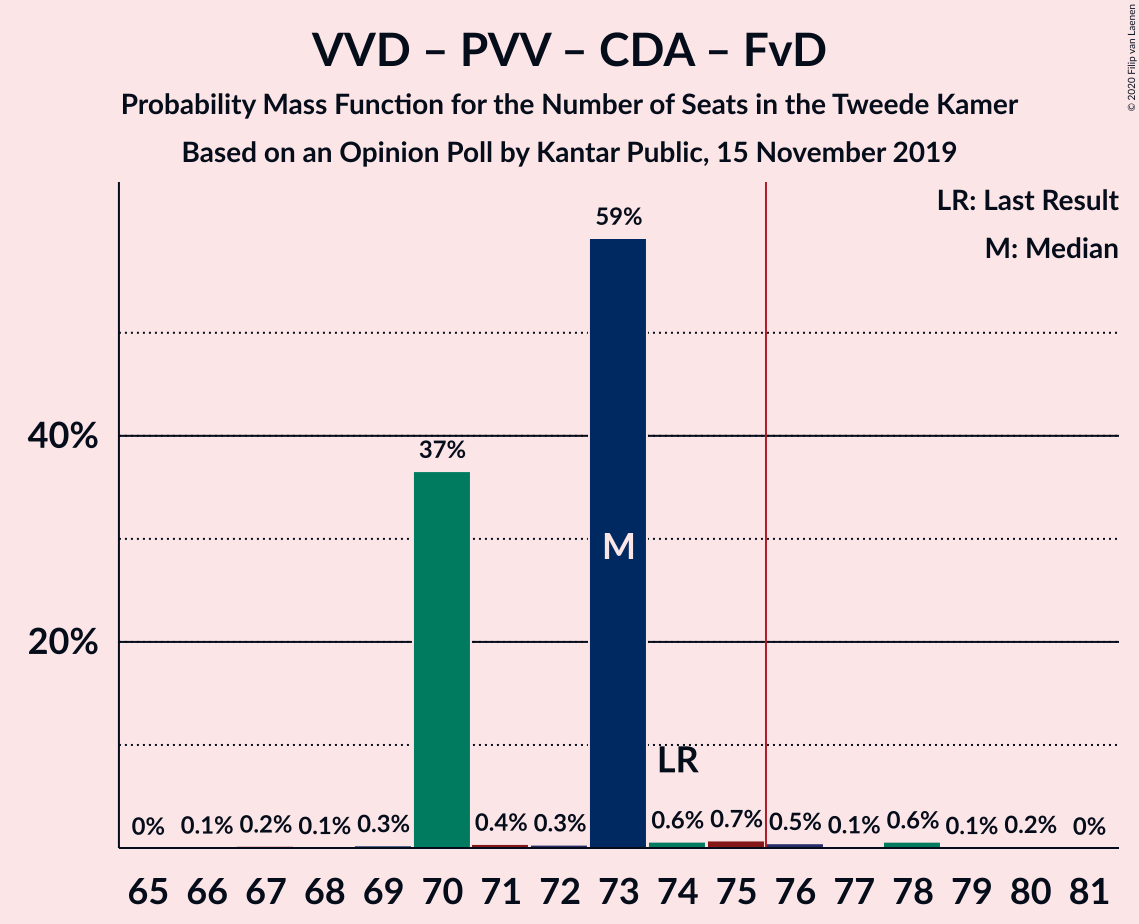 VVD – PVV – CDA – FvD
Probability Mass Function for the Number of Seats in the Tweede Kamer
Based on an Opinion Poll by Kantar Public, 15 November 2019
© 2020 Filip van Laenen
LR: Last Result
M: Median
59%
40%
37%
M
20%
LR
0% 0.1% 0.2% 0.1% 0.3% 0.4% 0.3% 0.6% 0.7% 0.5% 0.1% 0.6% 0.1% 0.2% 0%
65 66 67 68 69 70 71 72 73 74 75 76 77 78 79 80 81